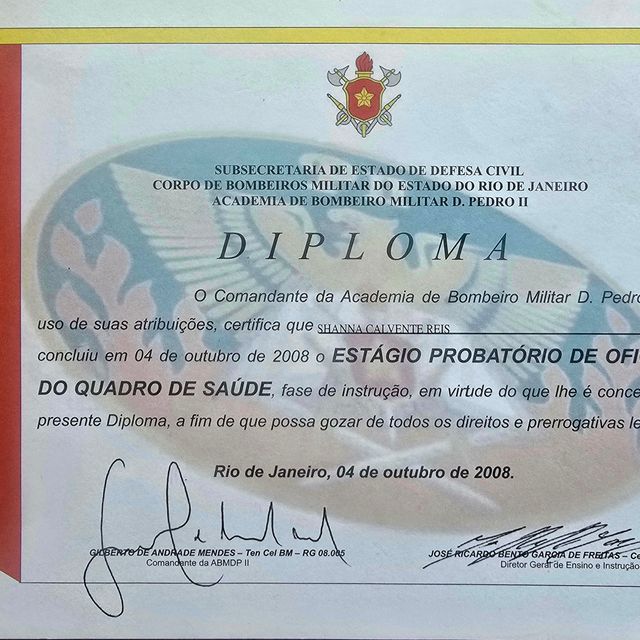 SUBSECRETARIA DE ESTADO DE DEFESA CIVIL
CORPO DE BOMBEIROS MILITAR DO ESTADO DO RIO DE JANEIRO
ACADEMIA DE BOMBEIRO MILITAR D. PEDRO II
DIPLOMA
O Comandante da Academia de Bombeiro Militar D. Pedro
uso de suas atribuições, certifica que SHANNA CALVENTE REIS
concluiu em 04 de outubro de 2008 o ESTÁGIO PROBATÓRIO DE OFI
DO QUADRO DE SAÚDE, fase de instrução, em virtude do que lhe é conce
presente Diploma, a fim de que possa gozar de todos os direitos e prerrogativas le
Rio de Janeiro, 04 de outubro de 2008.
GILBERTO DE ANDRADE MENDES – Ten Cel BM – RG 08.065
Comandante da ABMDP II
JOSÉ RICARDO BENTO GARCIA DE FREITAS – Ce
Diretor Geral de Ensino e Instrução